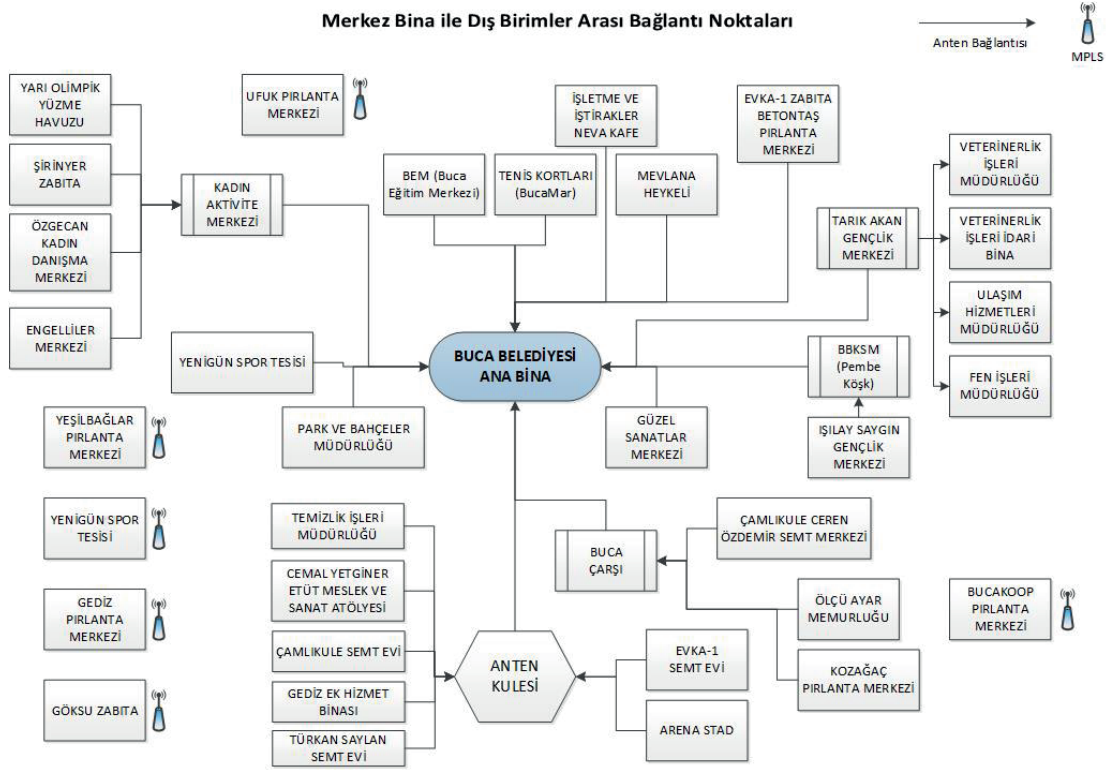 Merkez Bina ile Dış Birimler Arası Bağlantı Noktaları
Anten Bağlantısı
MPLS
YARI OLİMPİK
YÜZME
HAVUZU
UFUK PIRLANTA
MERKEZİ
İŞLETME VE
İŞTİRAKLER
NEVA KAFE
EVKA-1 ZABITA
BETONTAŞ
PIRLANTA
MERKEZİ
ŞİRİNYER
ZABITA
KADIN
AKTİVİTE
MERKEZİ
BEM (Buca
Eğitim Merkezi)
TENİS KORTLARI
(BucaMar)
MEVLANA
HEYKELİ
VETERİNERLİK
İŞLERİ
MÜDÜRLÜĞÜ
ÖZGECAN
KADIN
DANIŞMA
MERKEZİ
TARIK AKAN
GENÇLİK
MERKEZİ
VETERİNERLİK
İŞLERİ İDARİ
BİNA
ENGELLİLER
MERKEZİ
ULAŞIM
HİZMETLERİ
MÜDÜRLÜĞÜ
YENİGÜN SPOR TESİSİ
BUCA BELEDİYESİ
ANA BİNA
BBKSM
(Pembe
Köşk)
FEN İŞLERİ
MÜDÜRLÜĞÜ
YEŞİLBAĞLAR
PIRLANTA
MERKEZİ
PARK VE BAHÇELER
MÜDÜRLÜĞÜ
GÜZEL
SANATLAR
MERKEZİ
IŞILAY SAYGIN
GENÇLİK
MERKEZİ
YENİGÜN SPOR
TESİSİ
TEMİZLİK İŞLERİ
MÜDÜRLÜĞÜ
BUCA
ÇARŞI
ÇAMLIKULE CEREN
ÖZDEMİR SEMT MERKEZİ
CEMAL YETGİNER
ETÜT MESLEK VE
SANAT ATÖLYESİ
GEDİZ
PIRLANTA
MERKEZİ
ÖLÇÜ AYAR
MEMURLUĞU
BUCAKOOP
PIRLANTA
MERKEZİ
ÇAMLIKULE SEMT EVİ
ANTEN
KULESİ
EVKA-1
SEMT EVİ
KOZAĞAÇ
PIRLANTA MERKEZİ
GÖKSU ZABITA
GEDİZ EK HİZMET
BİNASI
ARENA STAD
TÜRKAN SAYLAN
SEMT EVİ